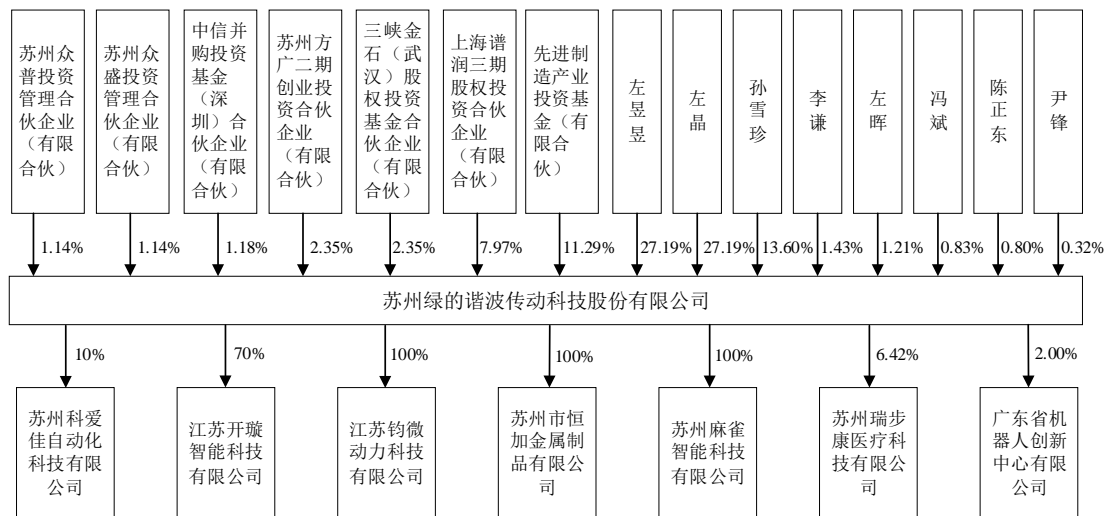 苏州众
普投资
管理合
伙企业
（有限
合伙）
苏州众
盛投资
管理合
伙企业
（有限
合伙）
中信并
购投资
基金
（深
圳）合
伙企业
（有限
合伙）
苏州方
广二期
创业投
资合伙
企业
（有限
合伙）
三峡金
石（武
汉）股
权投资
基金合
伙企业
（有限
合伙）
上海谱
润三期
股权投
资合伙
企业
（有限
合伙）
先进制
造产业
投资基
金（有
限合
伙）
左
昱
昱
左
晶
孙
雪
珍
李
谦
左
晖
冯
斌
陈
正
东
尹
锋
1.14%
1.14%
1.18%
2.35%
2.35%
7.97%
11.29%
27.19%
27.19%
13.60%
1.43%
1.21%
0.83%
0.80%
0.32%
苏州绿的谐波传动科技股份有限公司
10%
70%
100%
100%
100%
6.42%
2.00%
苏州科爱
佳自动化
科技有限
公司
江苏开璇
智能科技
有限公司
江苏钧微
动力科技
有限公司
苏州市恒
加金属制
品有限公
司
苏州麻雀
智能科技
有限公司
苏州瑞步
康医疗科
技有限公
司
广东省机
器人创新
中心有限
公司